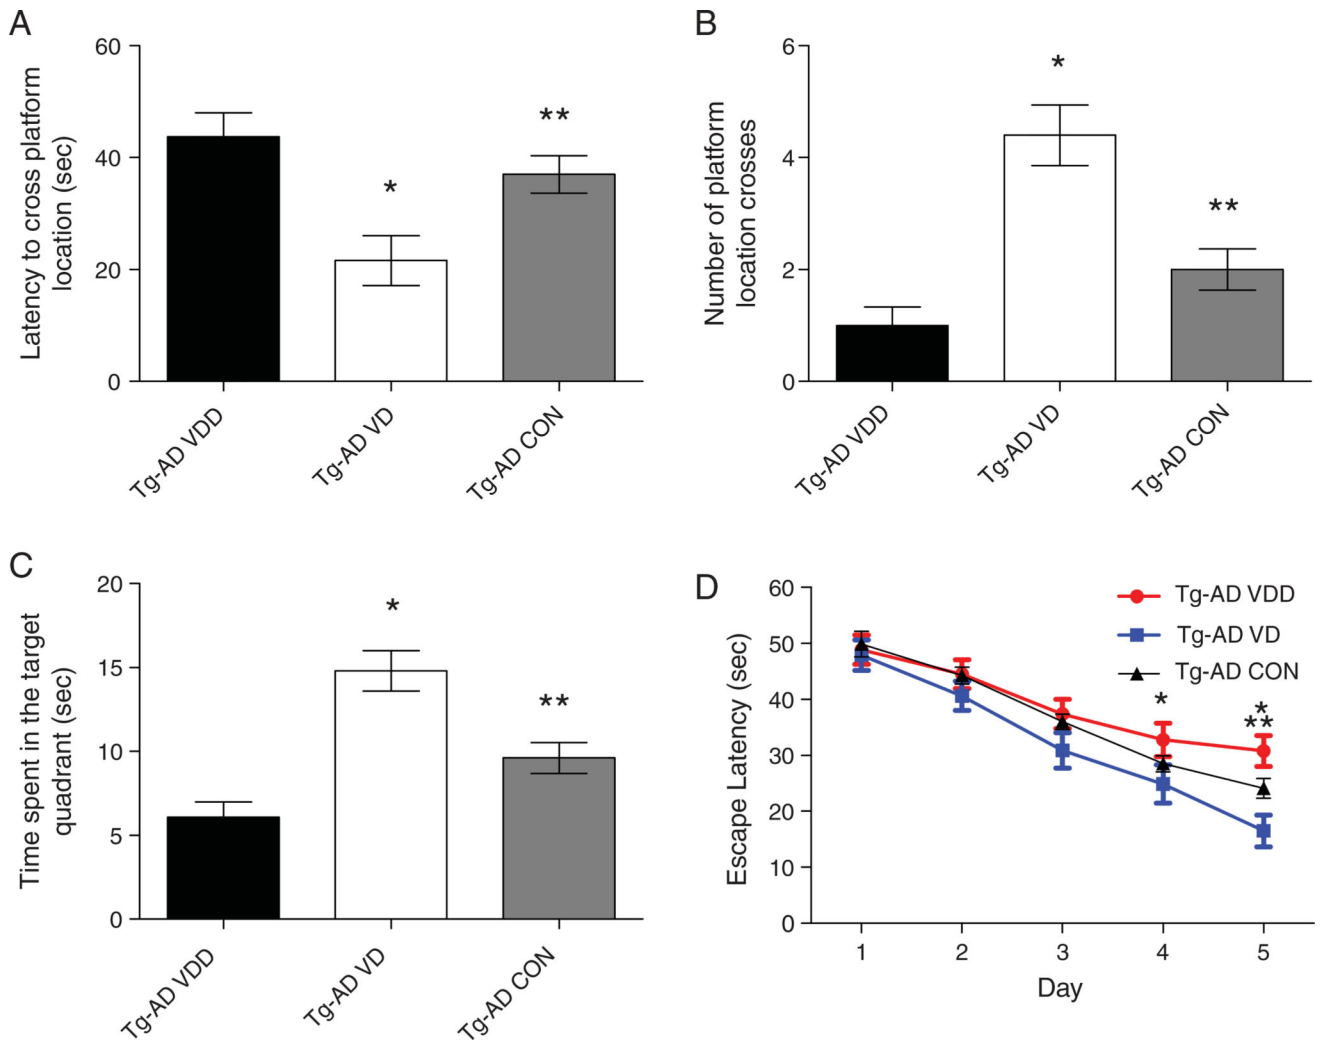 A
Latency to cross platform
location (sec)
60
40
20
0
*
**
Tg-AD VDD
Tg-AD VD
Tg-AD CON
B
Number of platform
location crosses
6
4
2
0
*
**
Tg-AD VDD
Tg-AD VD
Tg-AD CON
C
Time spent in the target
quadrant (sec)
20
15
10
5
0
*
**
Tg-AD VDD
Tg-AD VD
Tg-AD CON
D
Escape Latency (sec)
60
50
40
30
20
10
0
Tg-AD VDD
Tg-AD VD
Tg-AD CON
*
*
**
1 2 3 4 5
Day